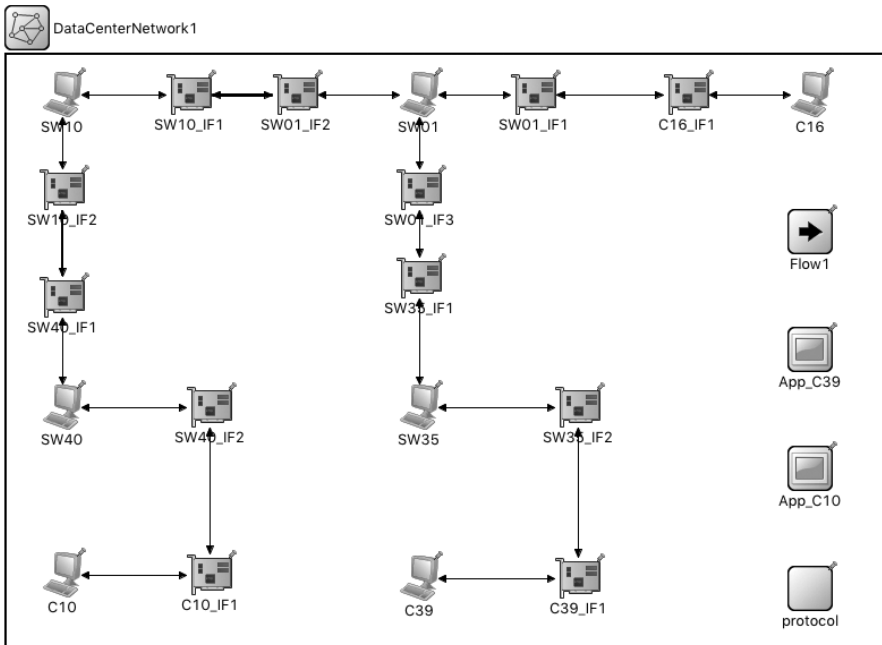 DataCenterNetwork1
SW10
SW10_IF1
SW01_IF2
SW01
SW01_IF1
C16_IF1
C16
SW10_IF2
SW01_IF3
Flow1
SW40_IF1
SW35_IF1
App_C39
SW40
SW40_IF2
SW35
SW35_IF2
App_C10
C10
C10_IF1
C39
C39_IF1
protocol